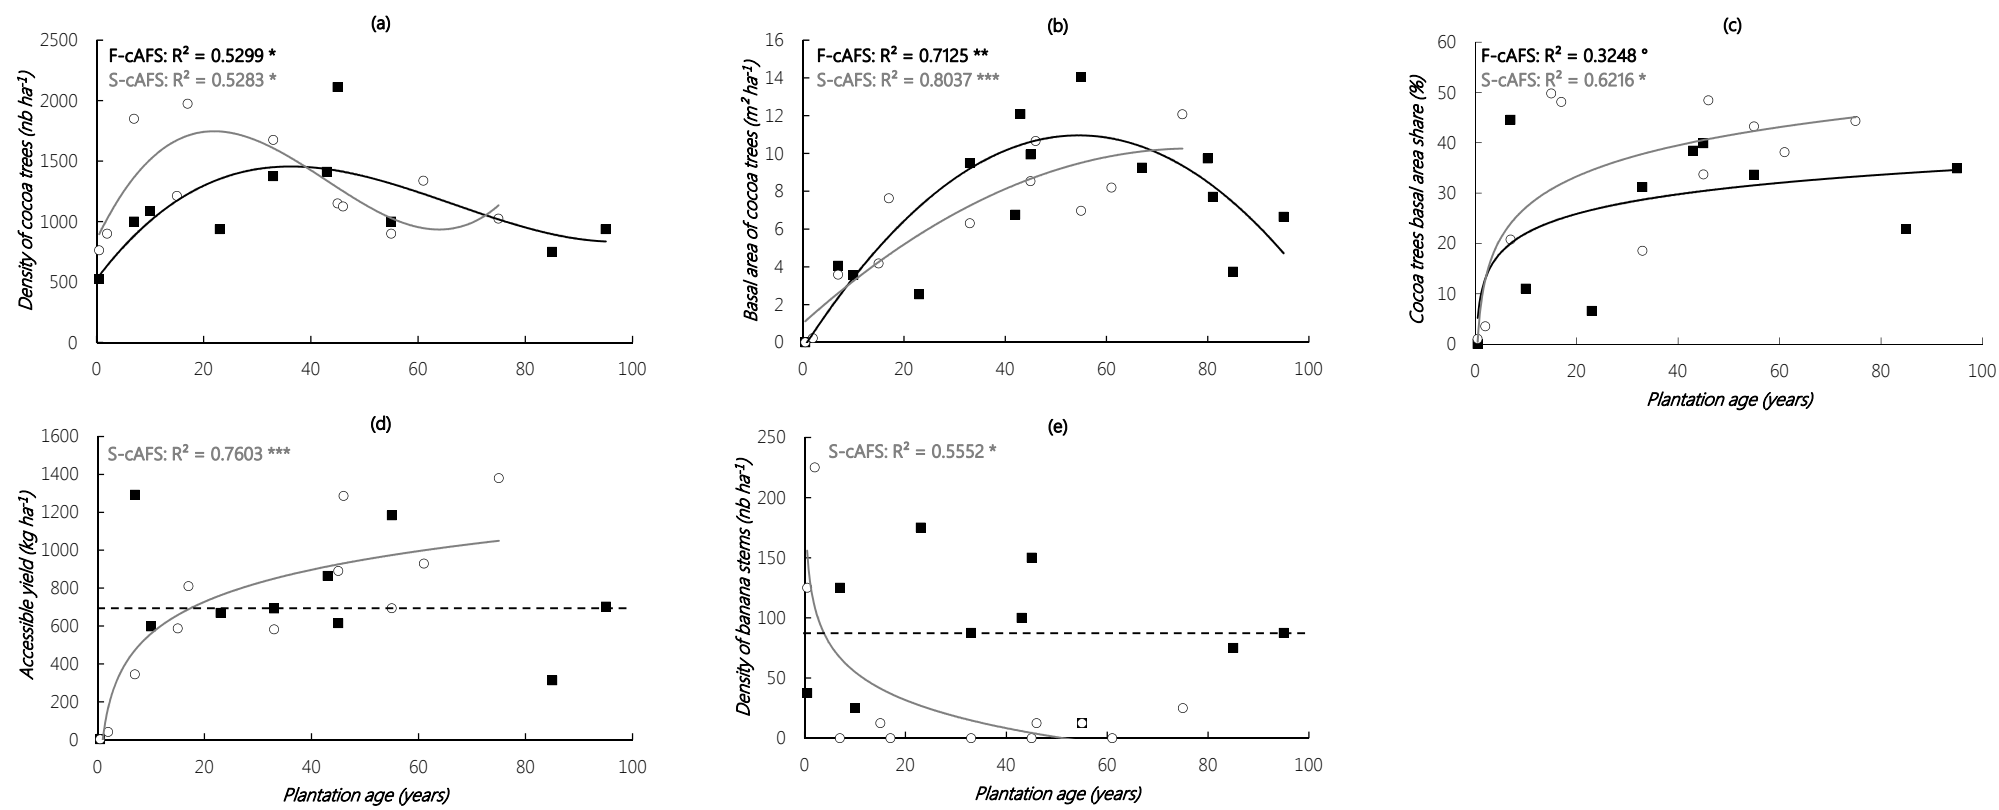 (a)
F-cAFS: R² = 0.5299 *
S-cAFS: R² = 0.5283 *
Density of cocoa trees (nb ha⁻¹)
2500
2000
1500
1000
500
0
0 20 40 60 80 100
(b)
F-cAFS: R² = 0.7125 **
S-cAFS: R² = 0.8037 ***
Basal area of cocoa trees (m² ha⁻¹)
16
14
12
10
8
6
4
2
0
0 20 40 60 80 100
(c)
F-cAFS: R² = 0.3248 °
S-cAFS: R² = 0.6216 *
Cocoa trees basal area share (%)
60
50
40
30
20
10
0
0 20 40 60 80 100
Plantation age (years)
(d)
S-cAFS: R² = 0.7603 ***
Accessible yield (kg ha⁻¹)
1600
1400
1200
1000
800
600
400
200
0
0 20 40 60 80 100
Plantation age (years)
(e)
S-cAFS: R² = 0.5552 *
Density of banana stems (nb ha⁻¹)
250
200
150
100
50
0
0 20 40 60 80 100
Plantation age (years)